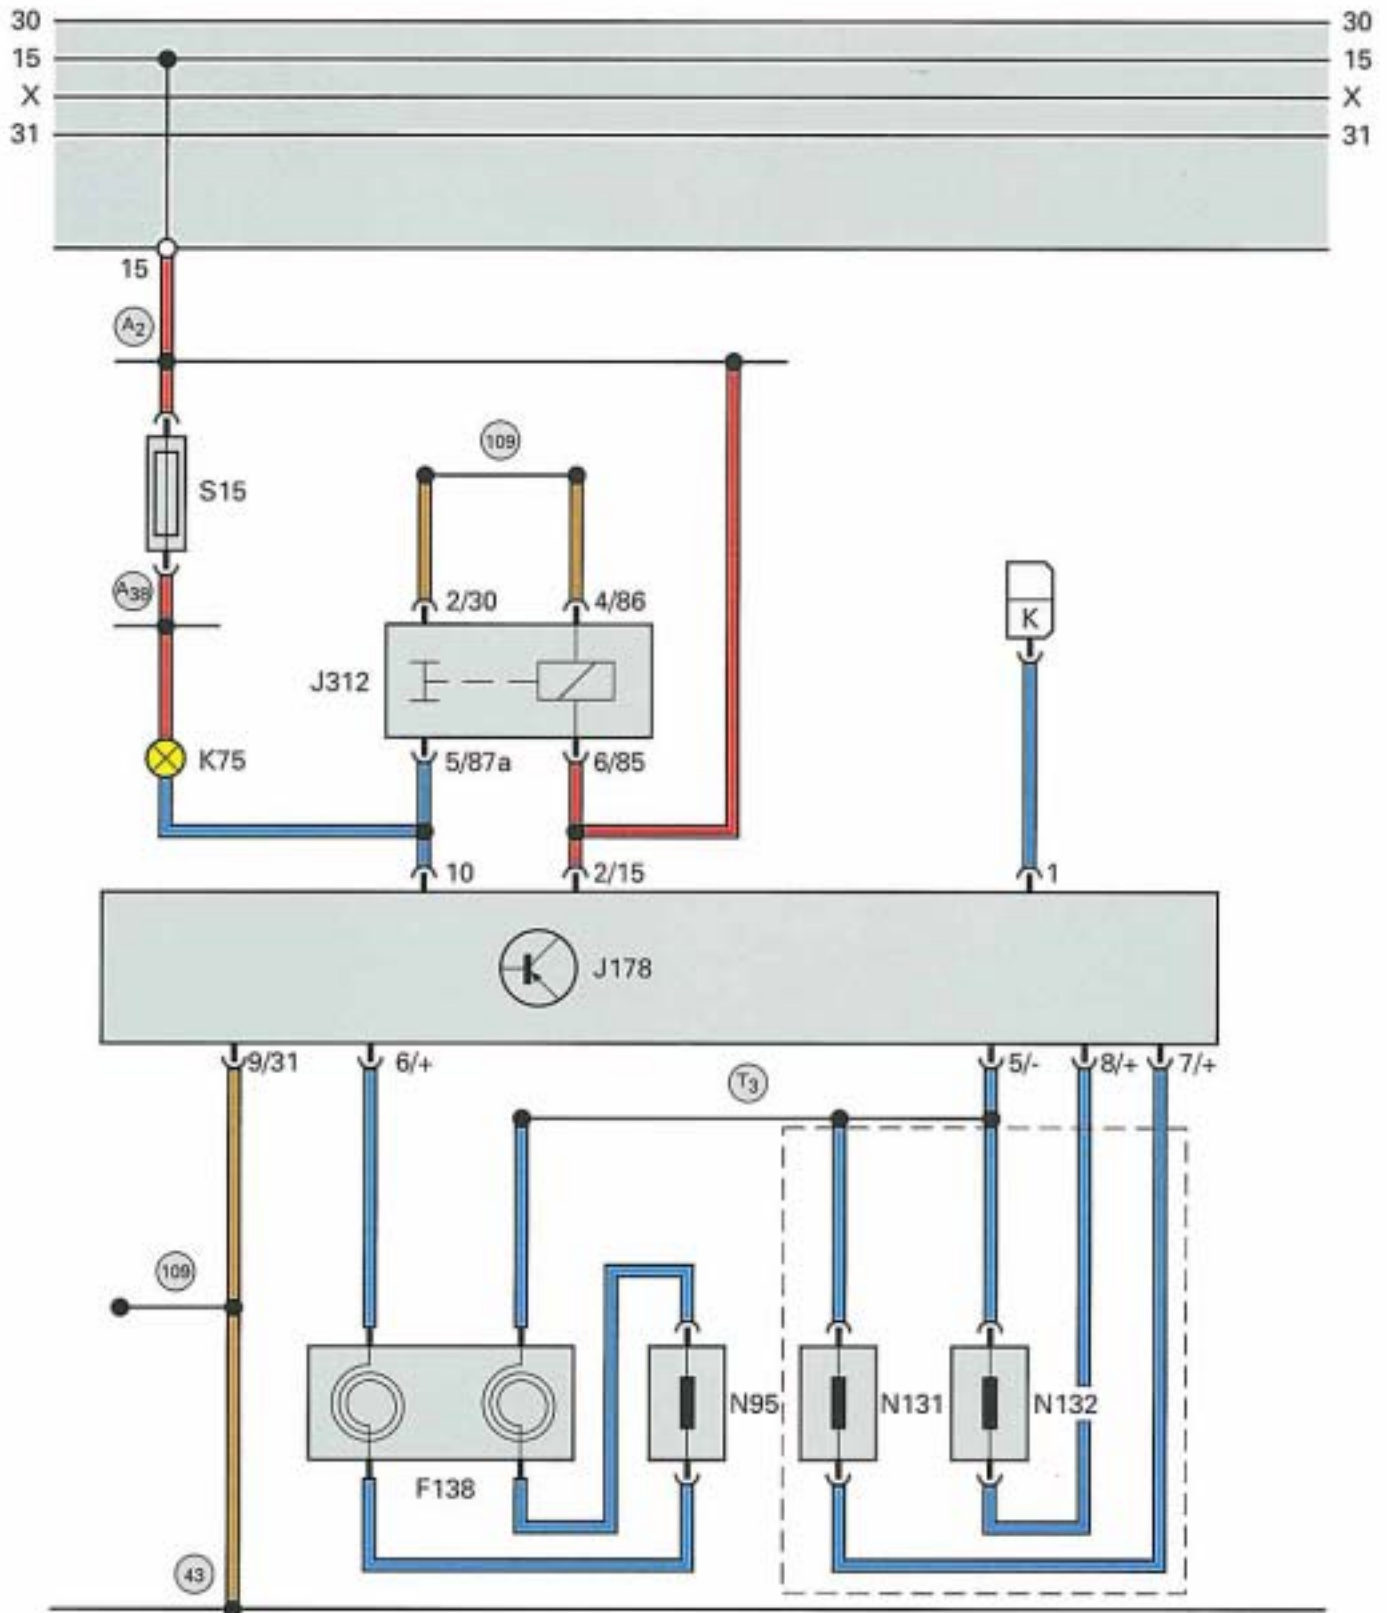 30 30
15 15
X X
31 31
15
A2
109
S15
A38
2/30 4/86
K
J312
K75
5/87a 6/85
10 2/15 1
J178
9/31 6/+ 5/- 8/+ 7/+
T3
109
N95 N131 N132
F138
43